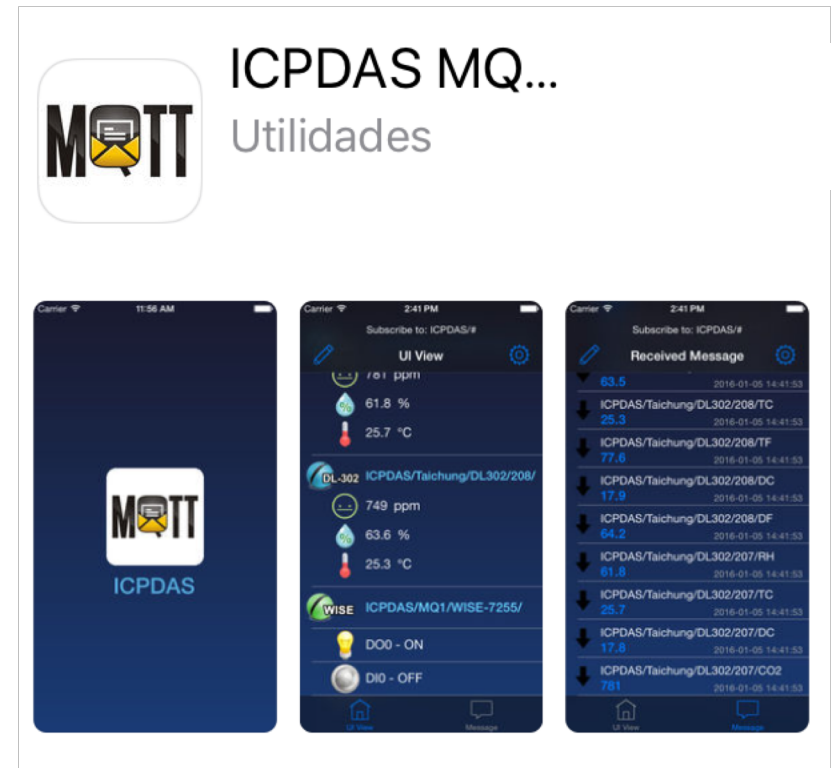 MQTT
ICPDAS MQ...
Utilidades
Carrier 11:56 AM
MQTT
ICPDAS
Carrier 2:41 PM
Subscribe to: ICPDAS/#
UI View
781 ppm
61.8 %
25.7 °C
DL-302 ICPDAS/Taichung/DL302/208/
749 ppm
% 63.6 %
25.3 °C
WISE ICPDAS/MQ1/WISE-7255/
DO0 - ON
DI0 - OFF
UI View Message
Carrier 2:41 PM
Subscribe to: ICPDAS/#
Received Message
63.5 2016-01-05 14:41:53
ICPDAS/Taichung/DL302/208/TC
25.3 2016-01-05 14:41:53
ICPDAS/Taichung/DL302/208/TF
77.6 2016-01-05 14:41:53
ICPDAS/Taichung/DL302/208/DC
17.9 2016-01-05 14:41:53
ICPDAS/Taichung/DL302/208/DF
64.2 2016-01-05 14:41:53
ICPDAS/Taichung/DL302/207/RH
61.8 2016-01-05 14:41:53
ICPDAS/Taichung/DL302/207/TC
25.7 2016-01-05 14:41:53
ICPDAS/Taichung/DL302/207/DC
17.8 2016-01-05 14:41:53
ICPDAS/Taichung/DL302/207/CO2
781 2016-01-05 14:41:53
UI View Message